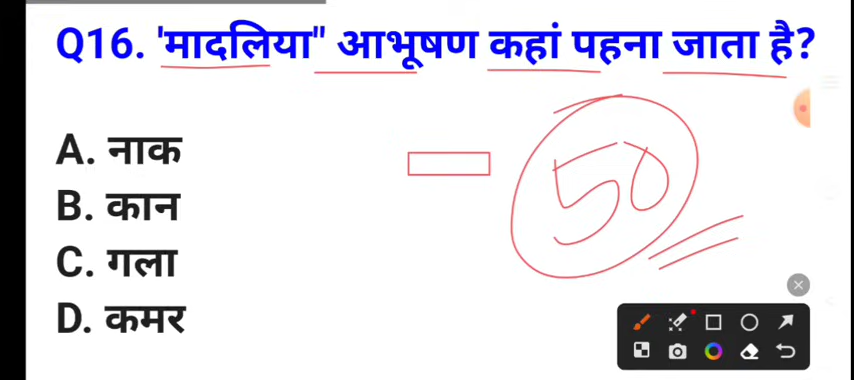 Q16. 'मादलिया" आभूषण कहां पहना जाता है?
A. नाक
B. कान
C. गला
D. कमर
50